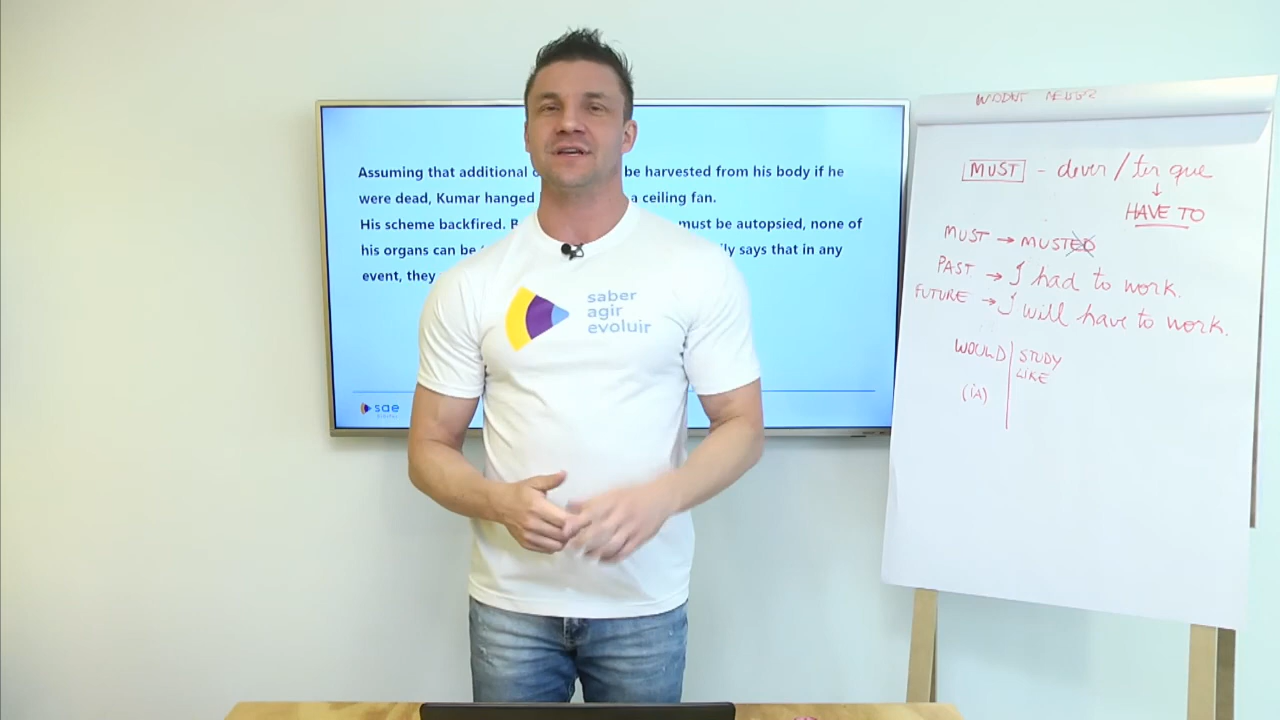 Assuming that additional be harvested from his body if he
were dead, Kumar hanged a ceiling fan.
His scheme backfired. must be autopsied, none of
his organs can be says that in any
event, they
sae
saber
agir
evoluir
MUST - dever / ter que
↓
HAVE TO
MUST → MUSTED
PAST → I had to work.
FUTURE → I will have to work.
WOULD | STUDY
LIKE
(iA)